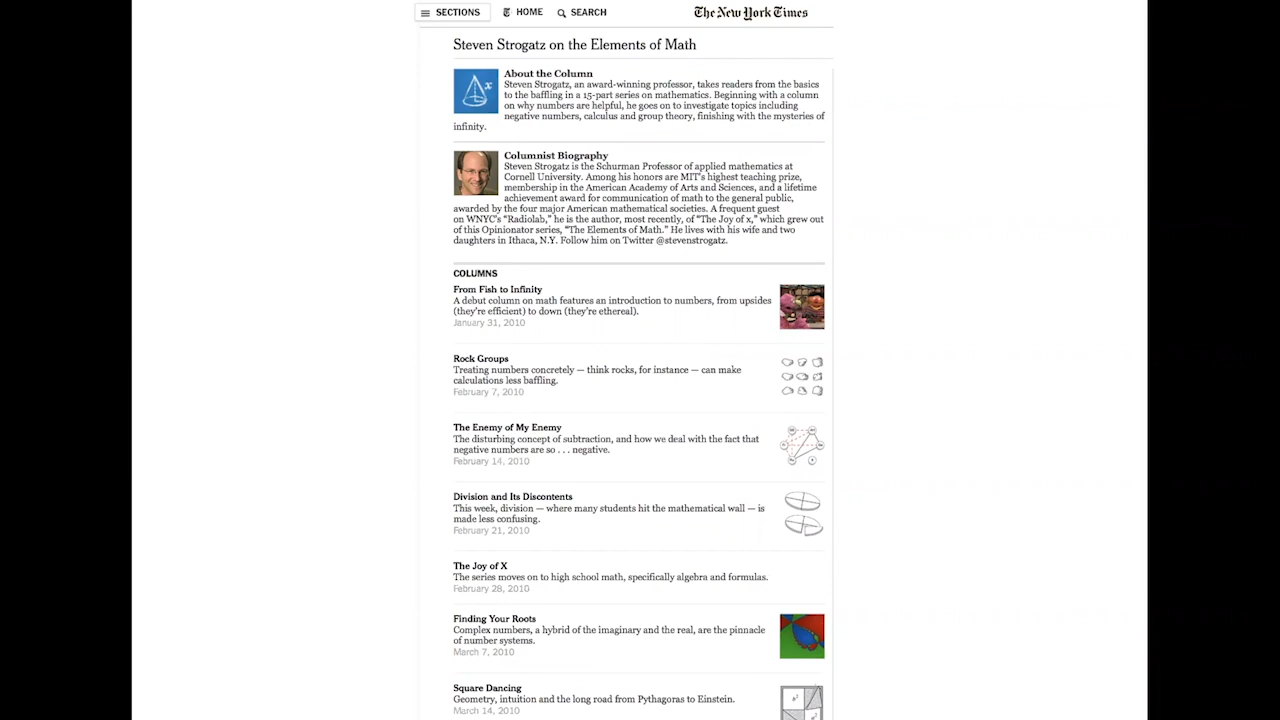 SECTIONS HOME SEARCH The New York Times
Steven Strogatz on the Elements of Math
About the Column
Steven Strogatz, an award-winning professor, takes readers from the basics
to the baffling in a 15-part series on mathematics. Beginning with a column
on why numbers are helpful, he goes on to investigate topics including
negative numbers, calculus and group theory, finishing with the mysteries of
infinity.
Columnist Biography
Steven Strogatz is the Schurman Professor of applied mathematics at
Cornell University. Among his honors are MIT's highest teaching prize,
membership in the American Academy of Arts and Sciences, and a lifetime
achievement award for communication of math to the general public,
awarded by the four major American mathematical societies. A frequent guest
on WNYC's “Radiolab,” he is the author, most recently, of “The Joy of x,” which grew out
of this Opinionator series, “The Elements of Math.” He lives with his wife and two
daughters in Ithaca, N.Y. Follow him on Twitter @stevenstrogatz.
COLUMNS
From Fish to Infinity
A debut column on math features an introduction to numbers, from upsides
(they're efficient) to down (they're ethereal).
January 31, 2010
Rock Groups
Treating numbers concretely — think rocks, for instance — can make
calculations less baffling.
February 7, 2010
The Enemy of My Enemy
The disturbing concept of subtraction, and how we deal with the fact that
negative numbers are so . . . negative.
February 14, 2010
Division and Its Discontents
This week, division — where many students hit the mathematical wall — is
made less confusing.
February 21, 2010
The Joy of X
The series moves on to high school math, specifically algebra and formulas.
February 28, 2010
Finding Your Roots
Complex numbers, a hybrid of the imaginary and the real, are the pinnacle
of number systems.
March 7, 2010
Square Dancing
Geometry, intuition and the long road from Pythagoras to Einstein.
March 14, 2010